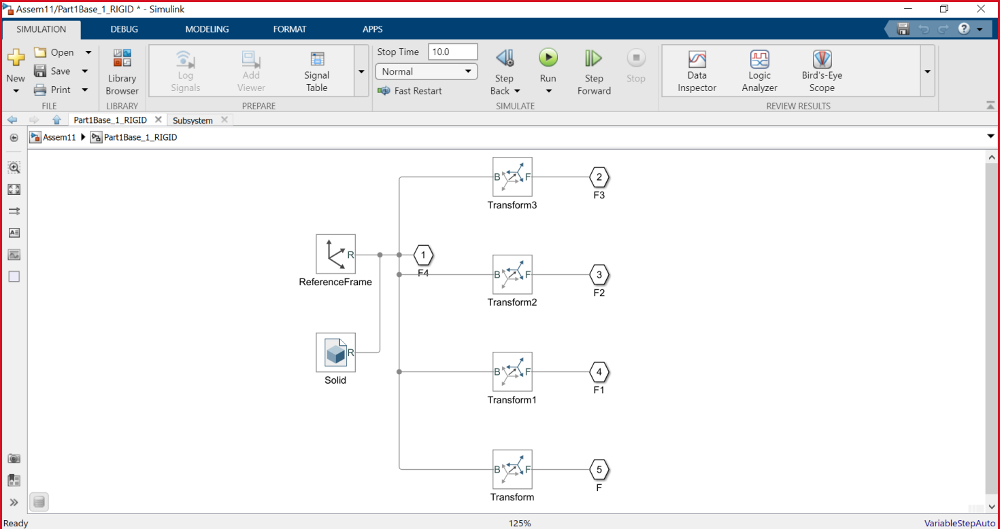 Assem11/Part1Base_1_RIGID * - Simulink
SIMULATION DEBUG MODELING FORMAT APPS
New
Open
Save
Print
FILE
Library
Browser
LIBRARY
Log
Signals
Add
Viewer
Signal
Table
PREPARE
Stop Time 10.0
Normal
Fast Restart
Step
Back
Run
Step
Forward
Stop
SIMULATE
Data
Inspector
Logic
Analyzer
Bird's-Eye
Scope
REVIEW RESULTS
Part1Base_1_RIGID Subsystem
Assem11 Part1Base_1_RIGID
B F
Transform3
2
F3
R
ReferenceFrame
1
F4
B F
Transform2
3
F2
R
Solid
B F
Transform1
4
F1
B F
Transform
5
F
Ready 125% VariableStepAuto